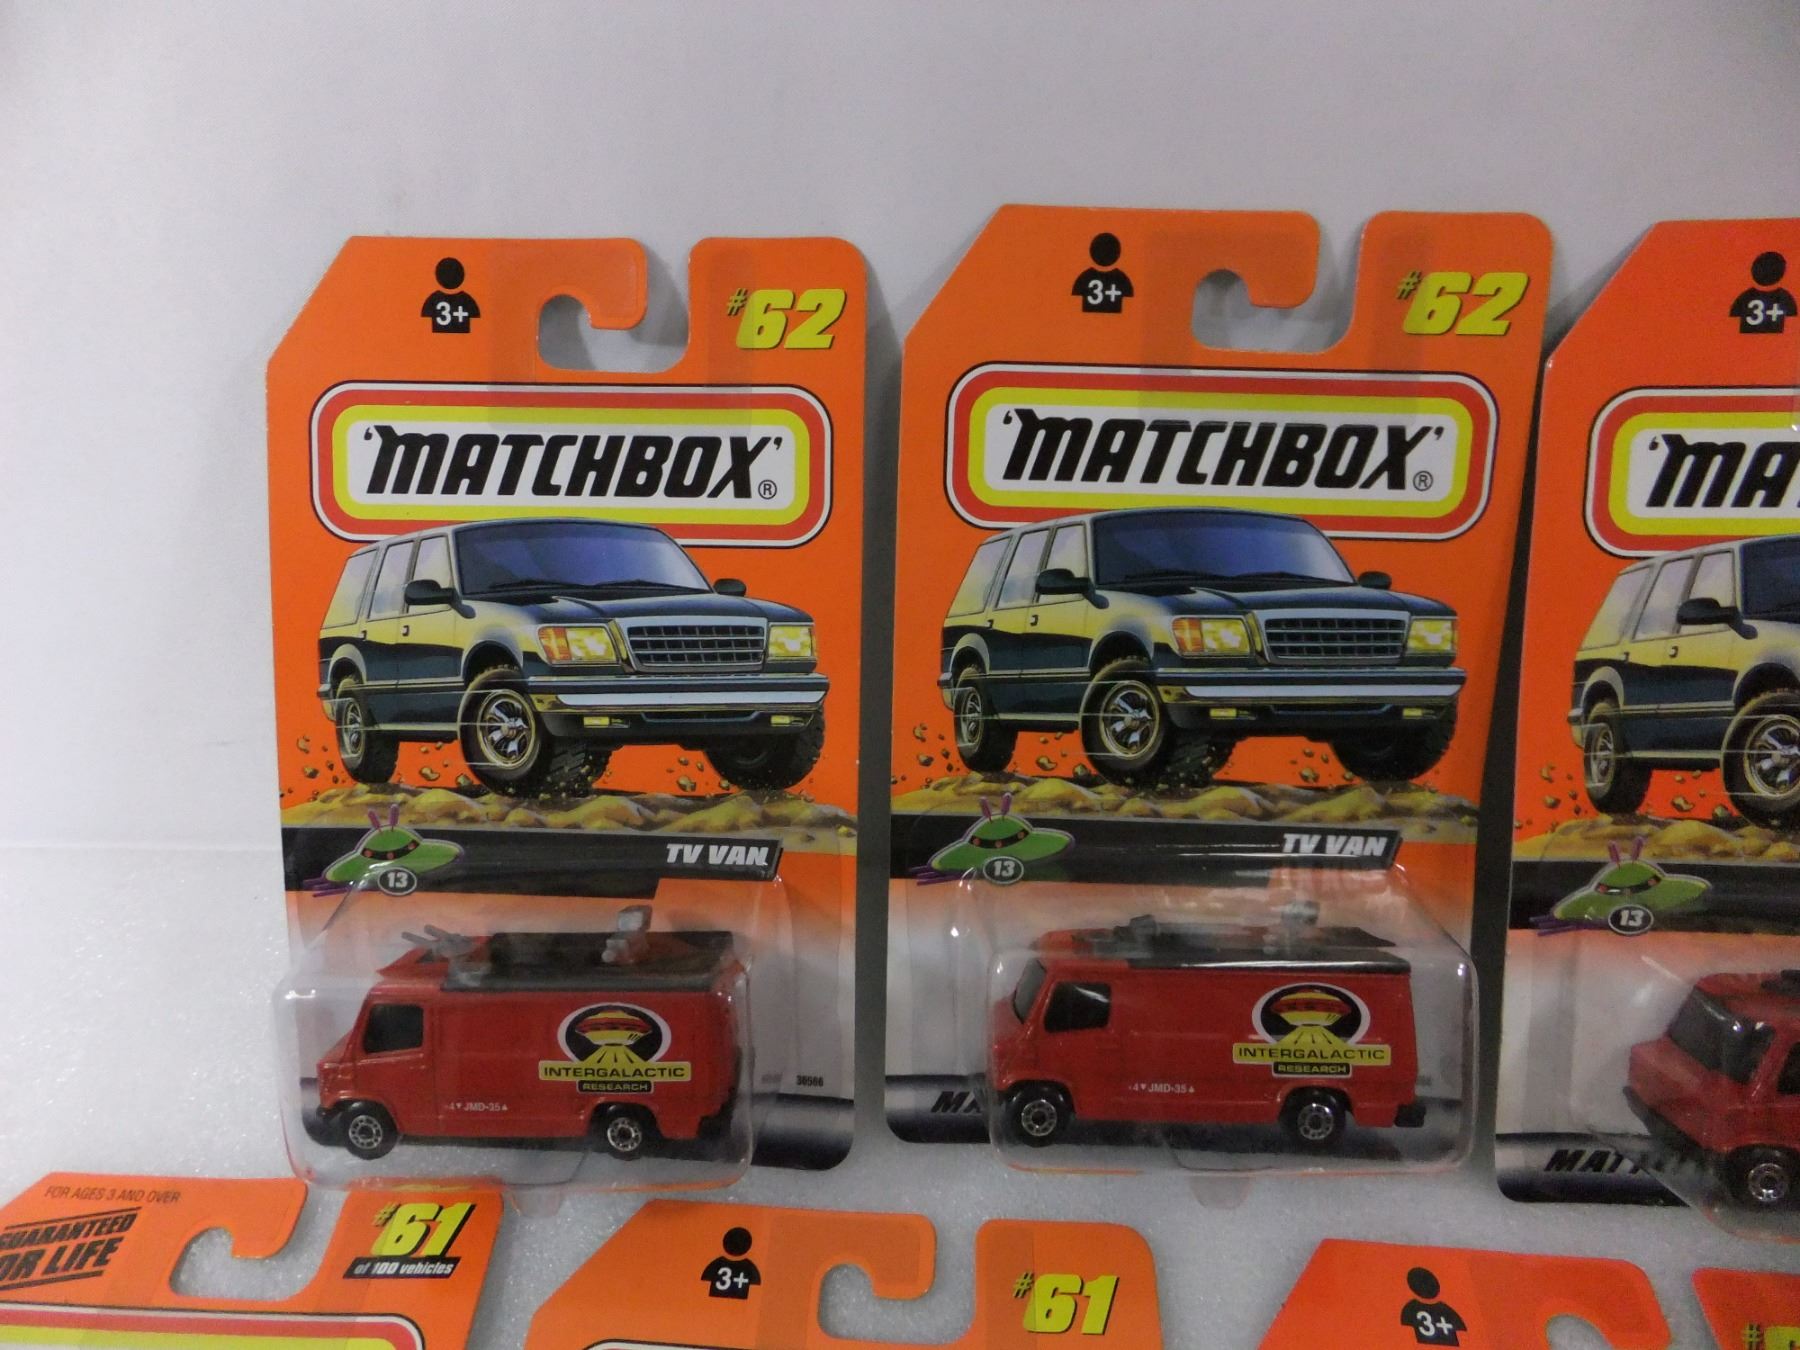 3+
#62
'MATCHBOX'®
TV VAN
13
INTERGALACTIC
RESEARCH
4▼JMD-35▲
36566
3+
#62
'MATCHBOX'®
TV VAN
13
INTERGALACTIC
RESEARCH
4▼JMD-35▲
3+
13
FOR AGES 3 AND OVER
GUARANTEED
FOR LIFE
#61
of 100 vehicles
3+
#61
3+